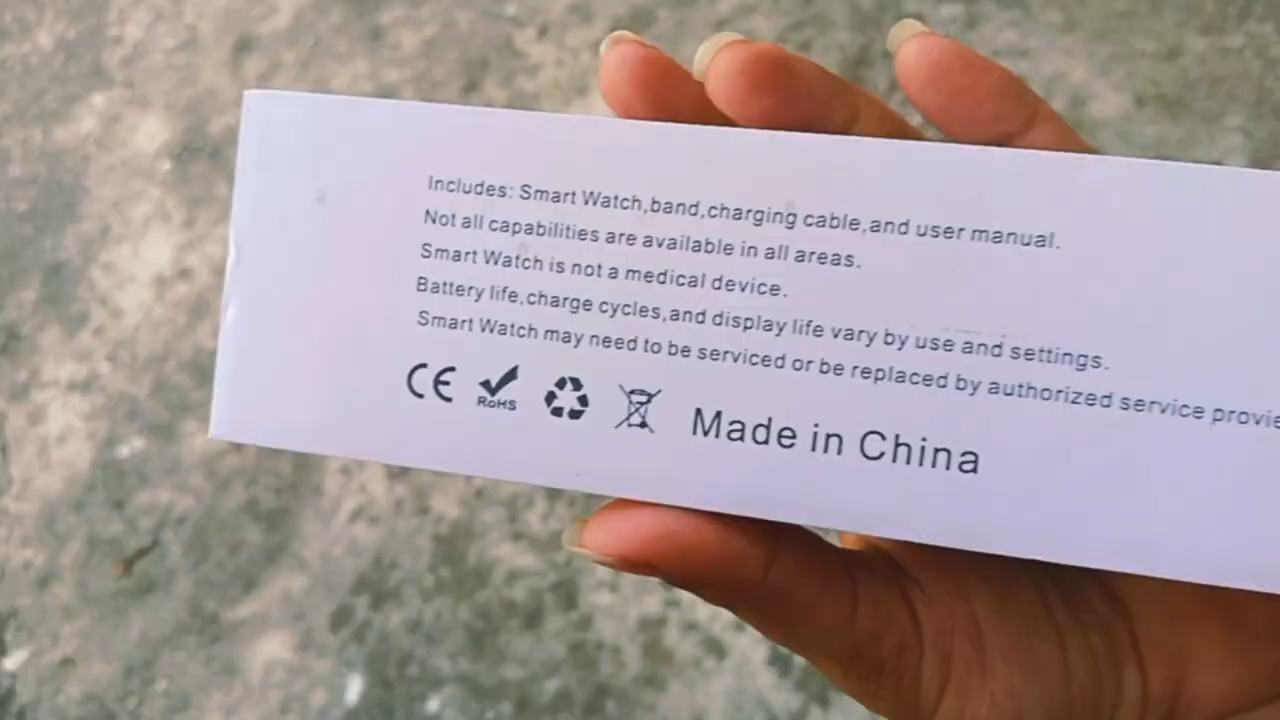 Includes: Smart Watch,band,charging cable,and user manual.
Not all capabilities are available in all areas.
Smart Watch is not a medical device.
Battery life,charge cycles,and display life vary by use and settings.
Smart Watch may need to be serviced or be replaced by authorized service
CE RoHS Made in China